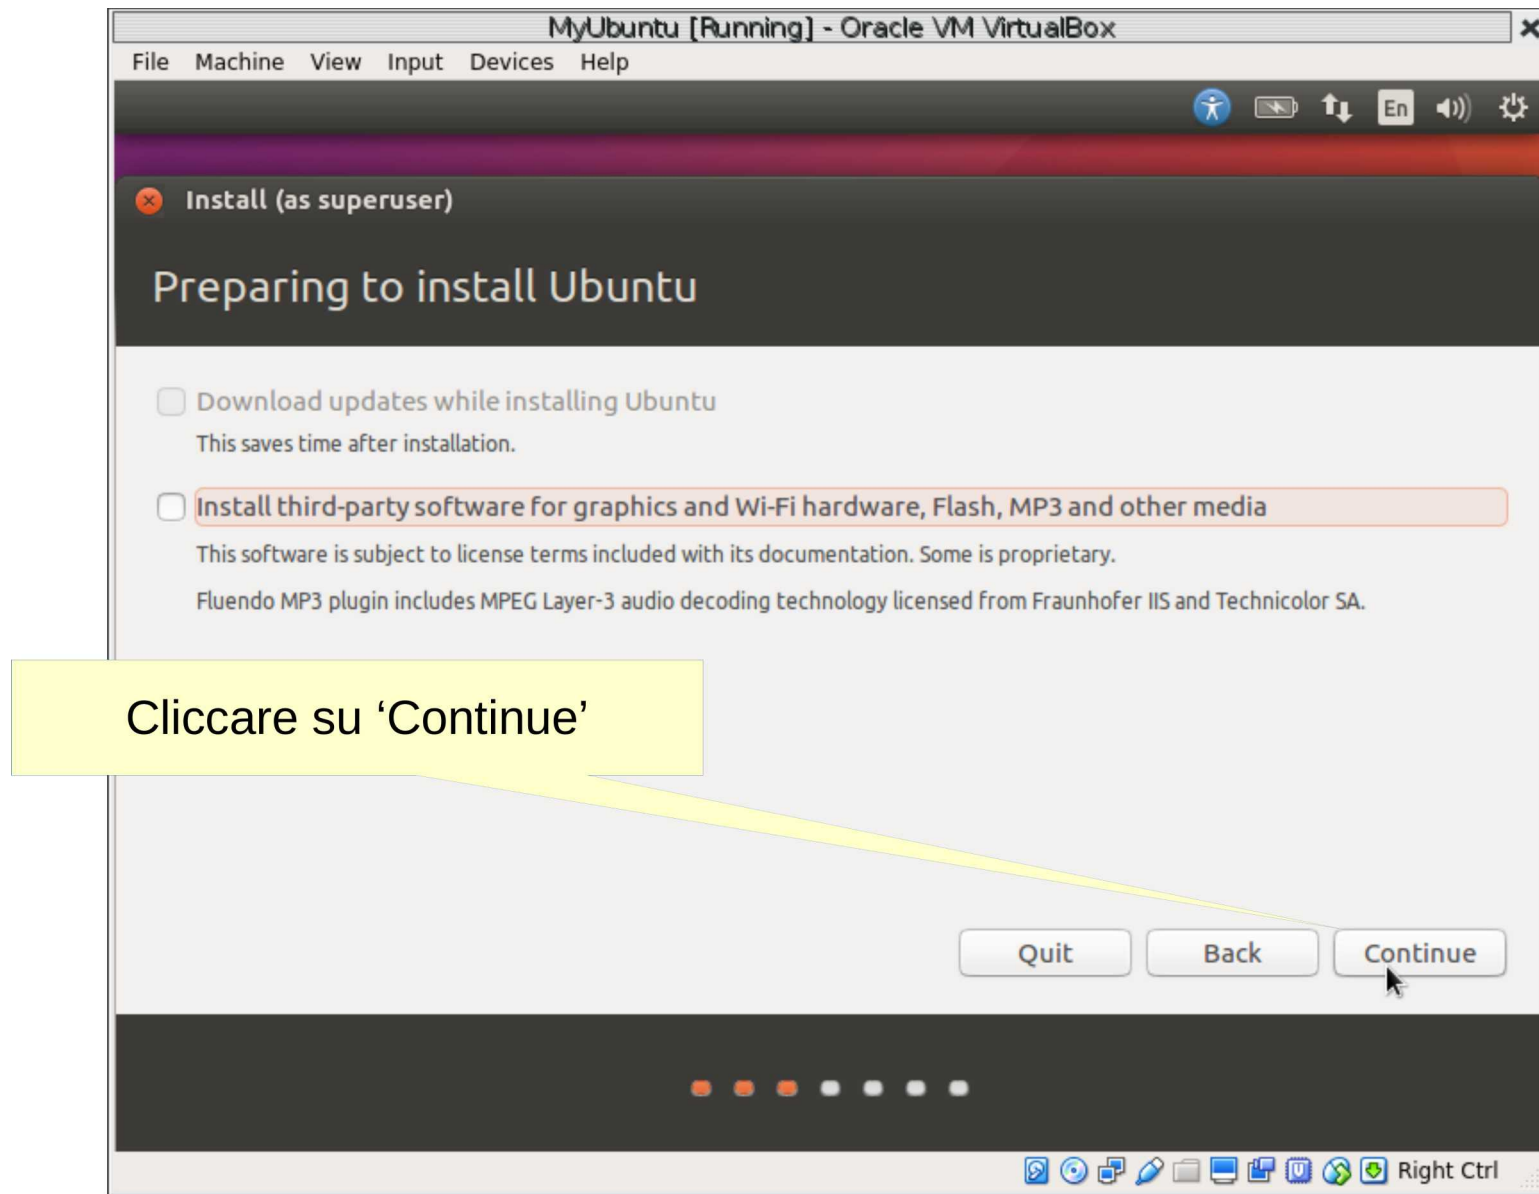 MyUbuntu [Running] - Oracle VM VirtualBox
File Machine View Input Devices Help
En
Install (as superuser)
Preparing to install Ubuntu
Download updates while installing Ubuntu
This saves time after installation.
Install third-party software for graphics and Wi-Fi hardware, Flash, MP3 and other media
This software is subject to license terms included with its documentation. Some is proprietary.
Fluendo MP3 plugin includes MPEG Layer-3 audio decoding technology licensed from Fraunhofer IIS and Technicolor SA.
Cliccare su ‘Continue’
Quit Back Continue
Right Ctrl